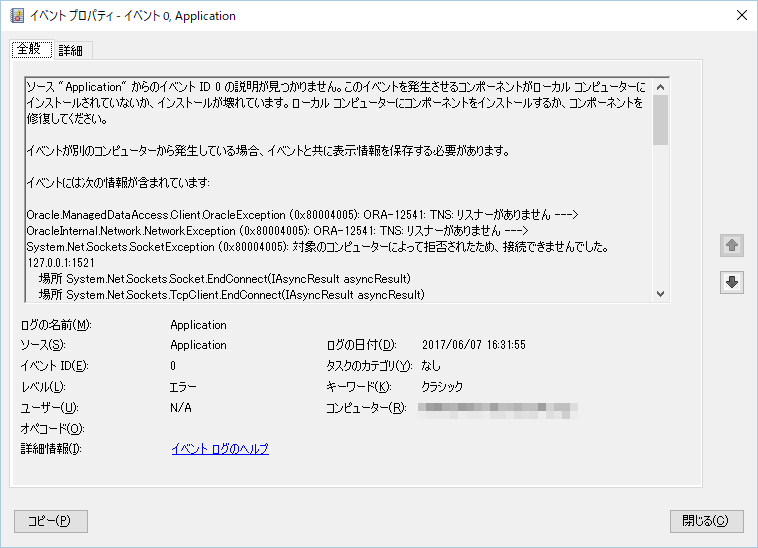 イベント プロパティ - イベント 0, Application
全般
詳細
ソース "Application" からのイベント ID 0 の説明が見つかりません。このイベントを発生させるコンポーネントがローカル コンピューターに
インストールされていないか、インストールが壊れています。ローカル コンピューターにコンポーネントをインストールするか、コンポーネントを
修復してください。
イベントが別のコンピューターから発生している場合、イベントと共に表示情報を保存する必要があります。
イベントには次の情報が含まれています:
Oracle.ManagedDataAccess.Client.OracleException (0x80004005): ORA-12541: TNS: リスナーがありません --->
OracleInternal.Network.NetworkException (0x80004005): ORA-12541: TNS: リスナーがありません --->
System.Net.Sockets.SocketException (0x80004005): 対象のコンピューターによって拒否されたため、接続できませんでした。
127.0.0.1:1521
場所 System.Net.Sockets.Socket.EndConnect(IAsyncResult asyncResult)
場所 System.Net.Sockets.TcpClient.EndConnect(IAsyncResult asyncResult)
ログの名前(M): Application
ソース(S): Application ログの日付(D): 2017/06/07 16:31:55
イベント ID(E): 0 タスクのカテゴリ(Y): なし
レベル(L): エラー キーワード(K): クラシック
ユーザー(U): N/A コンピューター(R):
オペコード(O):
詳細情報(I): イベント ログのヘルプ
コピー(P) 閉じる(C)